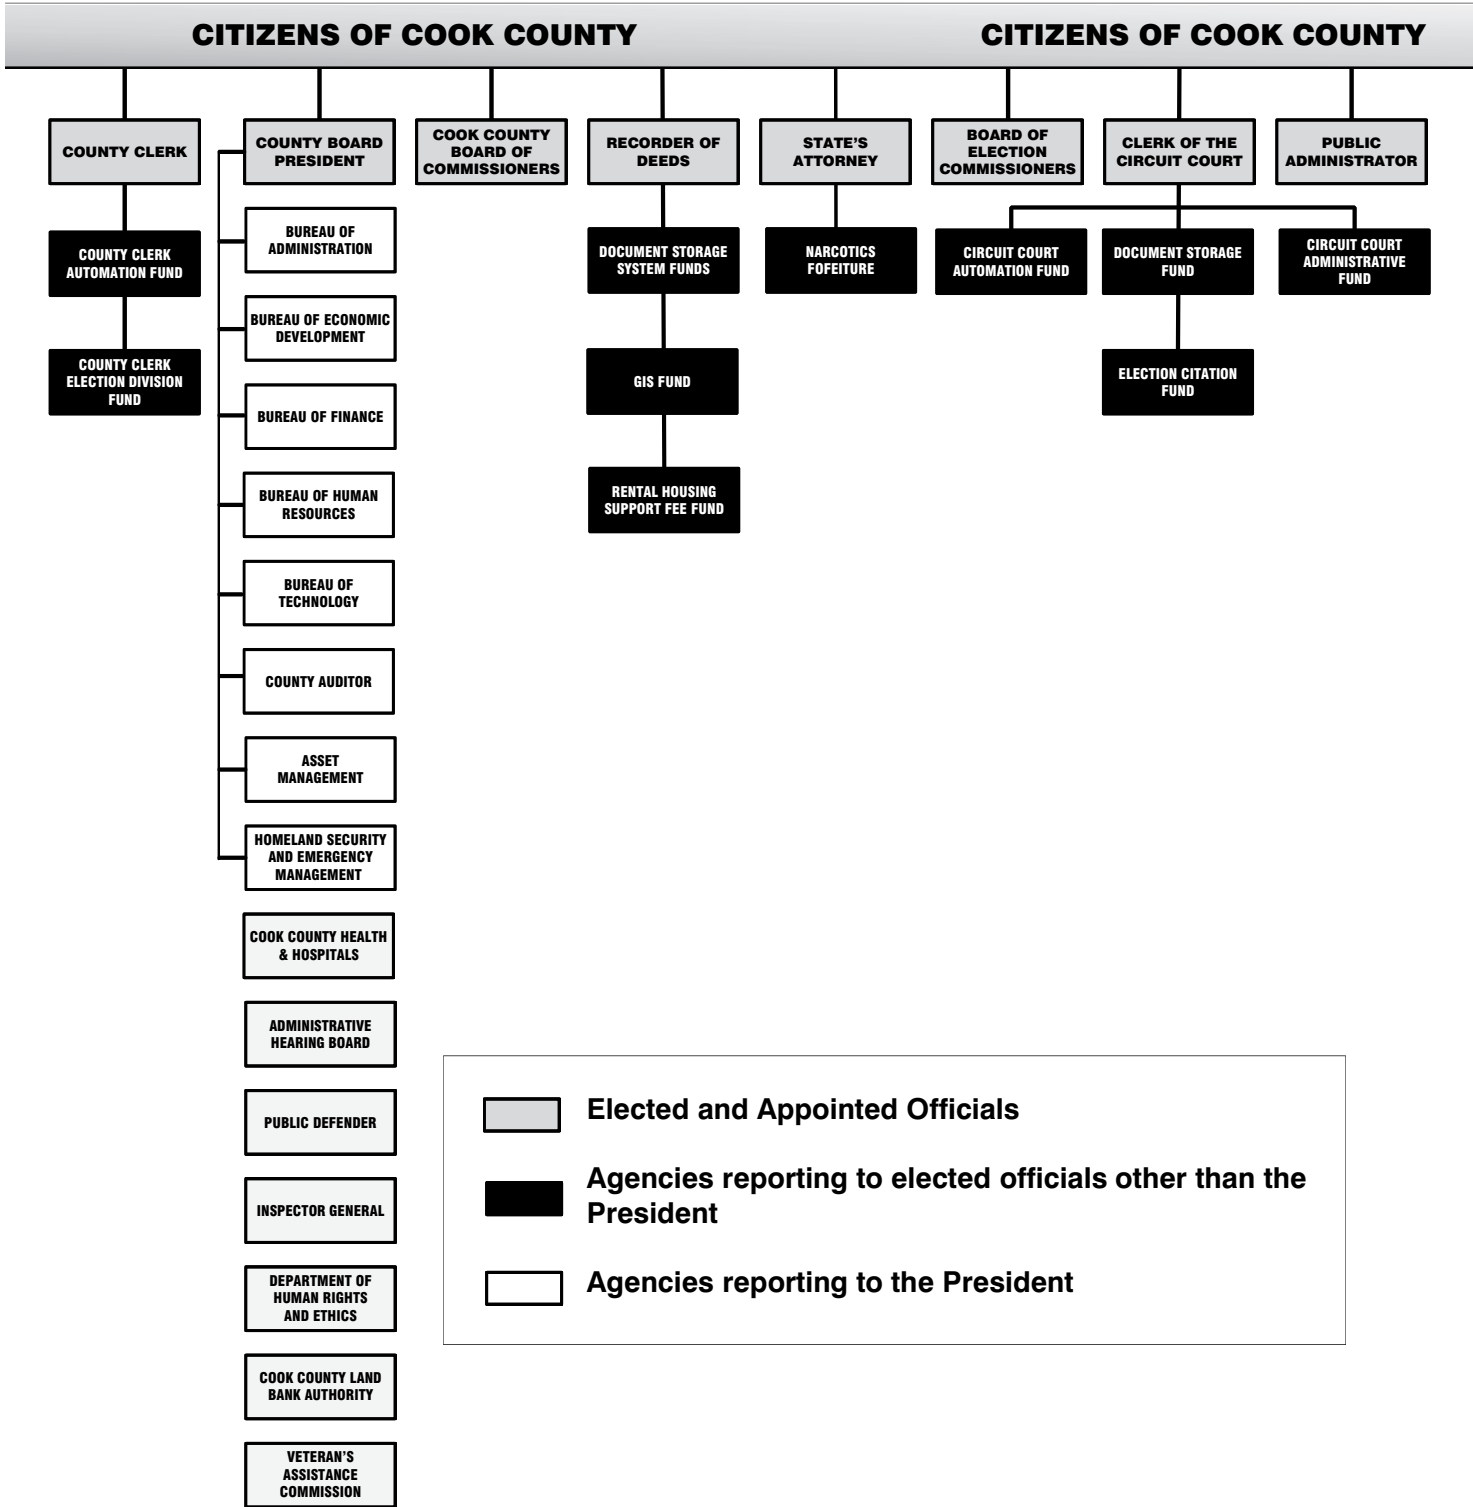 CITIZENS OF COOK COUNTY
CITIZENS OF COOK COUNTY
COUNTY CLERK
COUNTY BOARD
PRESIDENT
COOK COUNTY
BOARD OF
COMMISSIONERS
RECORDER OF
DEEDS
STATE'S
ATTORNEY
BOARD OF
ELECTION
COMMISSIONERS
CLERK OF THE
CIRCUIT COURT
PUBLIC
ADMINISTRATOR
COUNTY CLERK
AUTOMATION FUND
COUNTY CLERK
ELECTION DIVISION
FUND
BUREAU OF
ADMINISTRATION
BUREAU OF ECONOMIC
DEVELOPMENT
BUREAU OF FINANCE
BUREAU OF HUMAN
RESOURCES
BUREAU OF
TECHNOLOGY
COUNTY AUDITOR
ASSET
MANAGEMENT
HOMELAND SECURITY
AND EMERGENCY
MANAGEMENT
COOK COUNTY HEALTH
& HOSPITALS
ADMINISTRATIVE
HEARING BOARD
PUBLIC DEFENDER
INSPECTOR GENERAL
DEPARTMENT OF
HUMAN RIGHTS
AND ETHICS
COOK COUNTY LAND
BANK AUTHORITY
VETERAN'S
ASSISTANCE
COMMISSION
DOCUMENT STORAGE
SYSTEM FUNDS
GIS FUND
RENTAL HOUSING
SUPPORT FEE FUND
NARCOTICS
FOFEITURE
CIRCUIT COURT
AUTOMATION FUND
DOCUMENT STORAGE
FUND
ELECTION CITATION
FUND
CIRCUIT COURT
ADMINISTRATIVE
FUND
Elected and Appointed Officials
Agencies reporting to elected officials other than the
President
Agencies reporting to the President